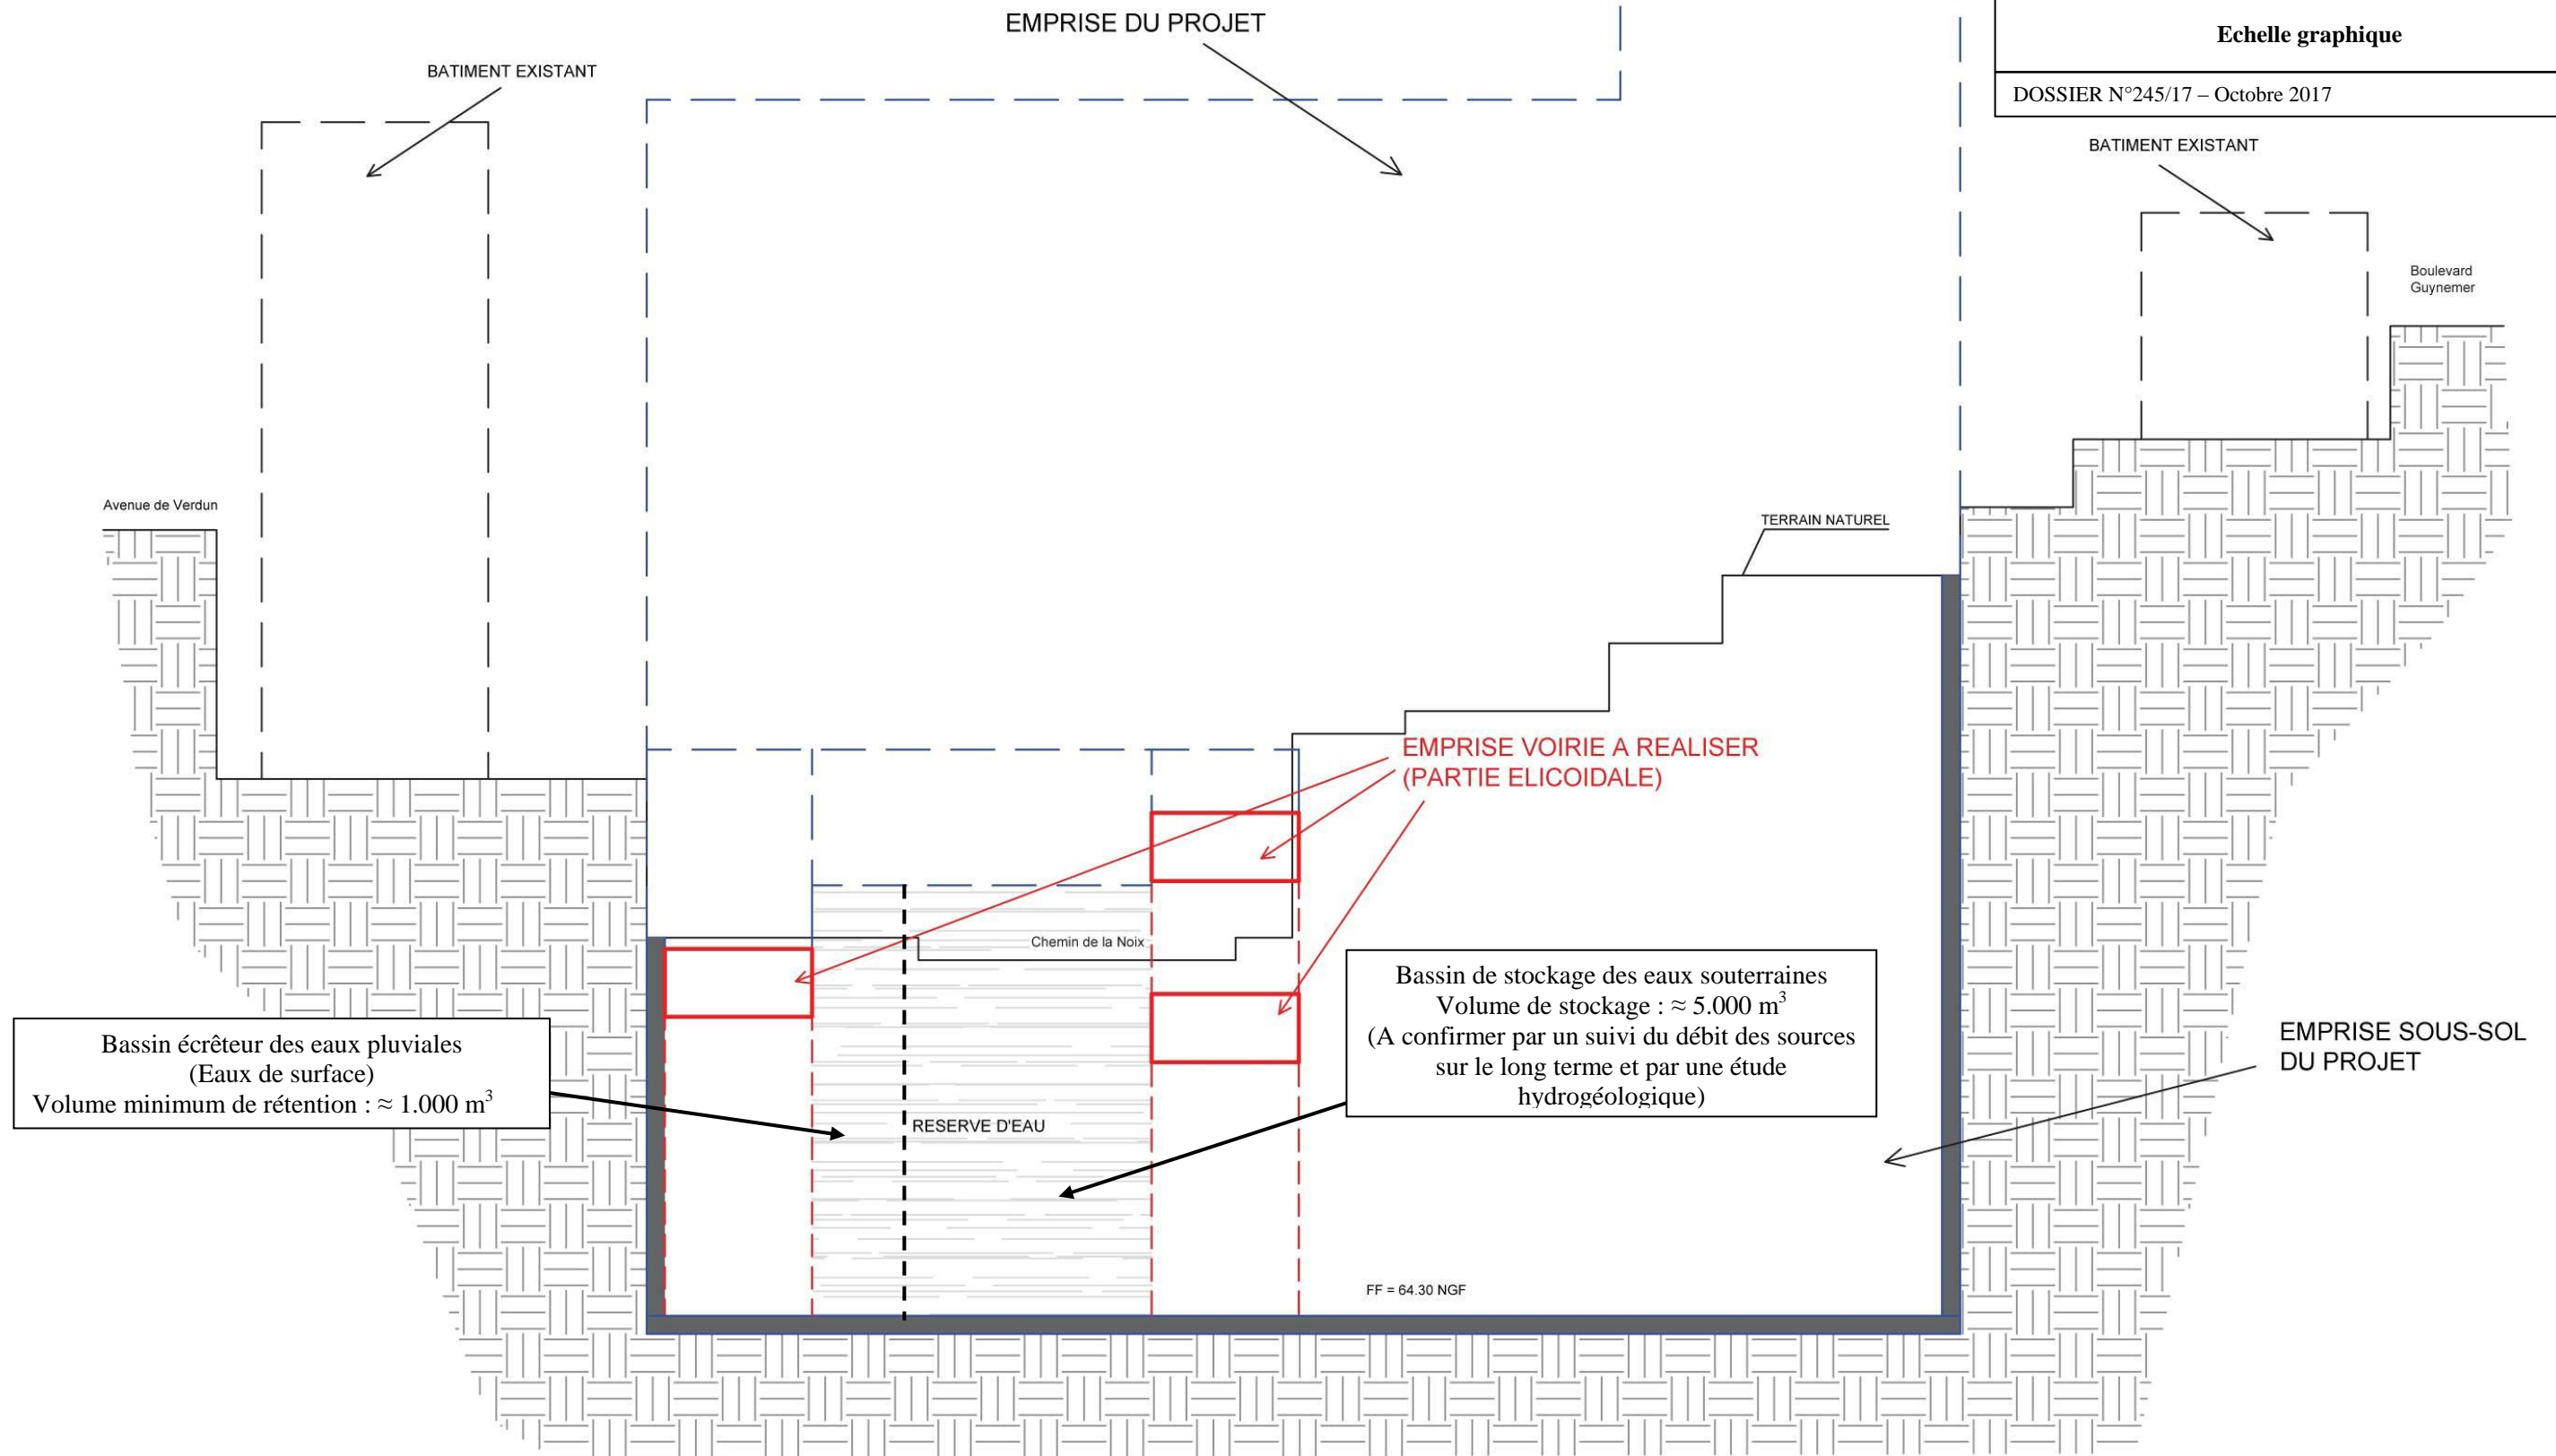 EMPRISE DU PROJET
Echelle graphique
DOSSIER N°245/17 – Octobre 2017
BATIMENT EXISTANT
BATIMENT EXISTANT
Boulevard
Guynemer
Avenue de Verdun
TERRAIN NATUREL
EMPRISE VOIRIE A REALISER
(PARTIE ELICOIDALE)
Chemin de la Noix
Bassin de stockage des eaux souterraines
Volume de stockage : ≈ 5.000 m³
(A confirmer par un suivi du débit des sources
sur le long terme et par une étude
hydrogéologique)
Bassin écrêteur des eaux pluviales
(Eaux de surface)
Volume minimum de rétention : ≈ 1.000 m³
EMPRISE SOUS-SOL
DU PROJET
RESERVE D'EAU
FF = 64.30 NGF